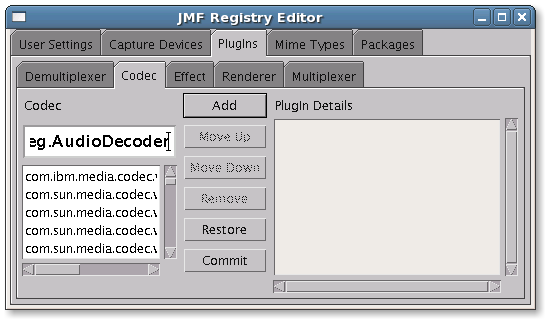 JMF Registry Editor
User Settings Capture Devices PlugIns Mime Types Packages
Demultiplexer Codec Effect Renderer Multiplexer
Codec
Add
PlugIn Details
eg.AudioDecoder
Move Up
Move Down
Remove
Restore
Commit
com.ibm.media.codec.v
com.sun.media.codec.v
com.sun.media.codec.v
com.sun.media.codec.v
com.sun.media.codec.v